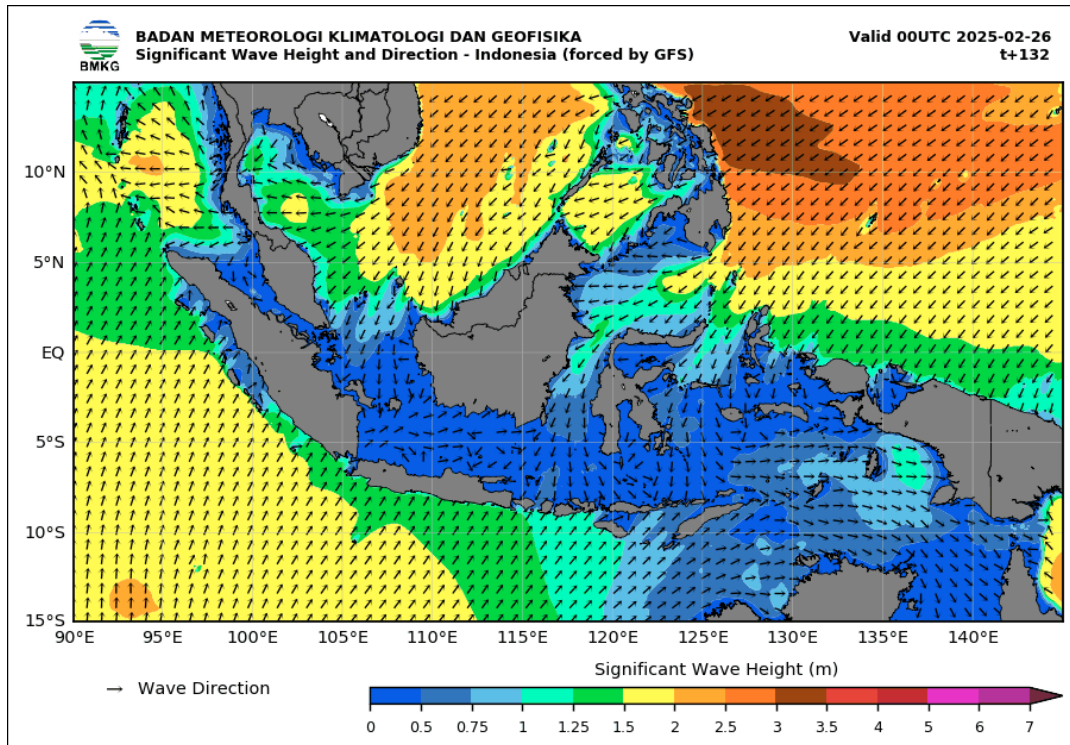 BADAN METEOROLOGI KLIMATOLOGI DAN GEOFISIKA
Significant Wave Height and Direction - Indonesia (forced by GFS)
Valid 00UTC 2025-02-26
t+132
BMKG
10°N
5°N
EQ
5°S
10°S
15°S
90°E 95°E 100°E 105°E 110°E 115°E 120°E 125°E 130°E 135°E 140°E
Wave Direction
Significant Wave Height (m)
0 0.5 0.75 1 1.25 1.5 2 2.5 3 3.5 4 5 6 7